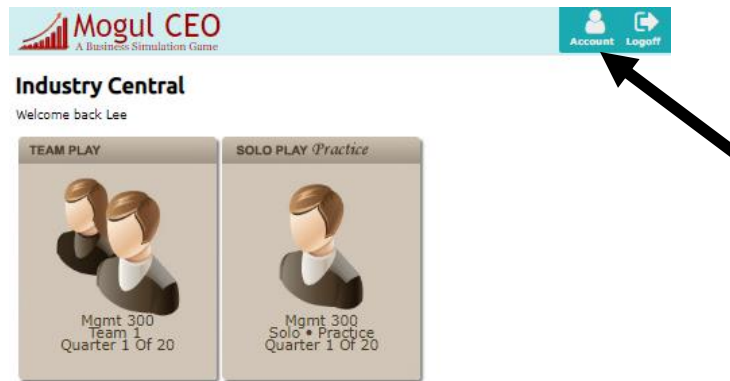 Mogul CEO
A Business Simulation Game
Account Logoff
Industry Central
Welcome back Lee
TEAM PLAY
Mgmt 300
Team 1
Quarter 1 Of 20
SOLO PLAY Practice
Mgmt 300
Solo • Practice
Quarter 1 Of 20